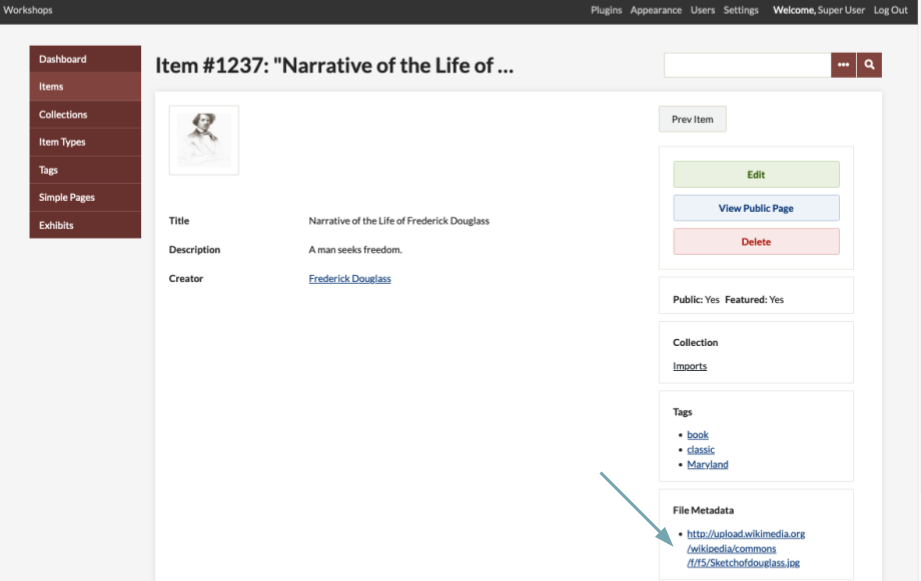 Workshops
Plugins Appearance Users Settings Welcome, Super User Log Out
Dashboard
Items
Collections
Item Types
Tags
Simple Pages
Exhibits
Item #1237: "Narrative of the Life of ...
Prev Item
Edit
View Public Page
Delete
Title
Narrative of the Life of Frederick Douglass
Description
A man seeks freedom.
Creator
Frederick Douglass
Public: Yes Featured: Yes
Collection
Imports
Tags
• book
• classic
• Maryland
File Metadata
• http://upload.wikimedia.org
/wikipedia/commons
/f/f5/Sketchofdouglass.jpg